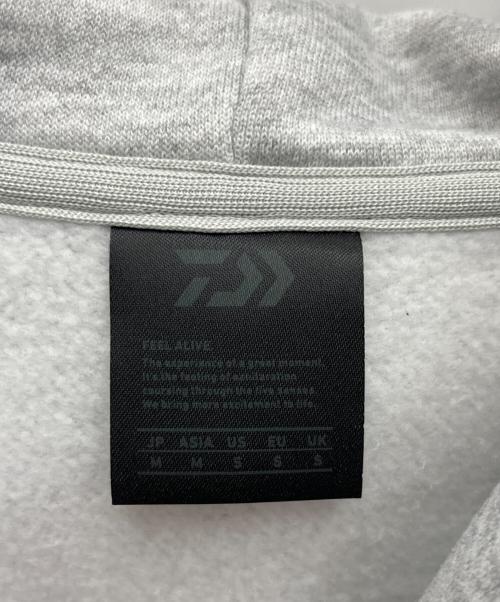 FEEL ALIVE.
The experience of a great moment.
It's the feeling of exhilaration
coursing through the five senses.
We bring more excitement to life.
JP ASIA US EU UK
M M S S S